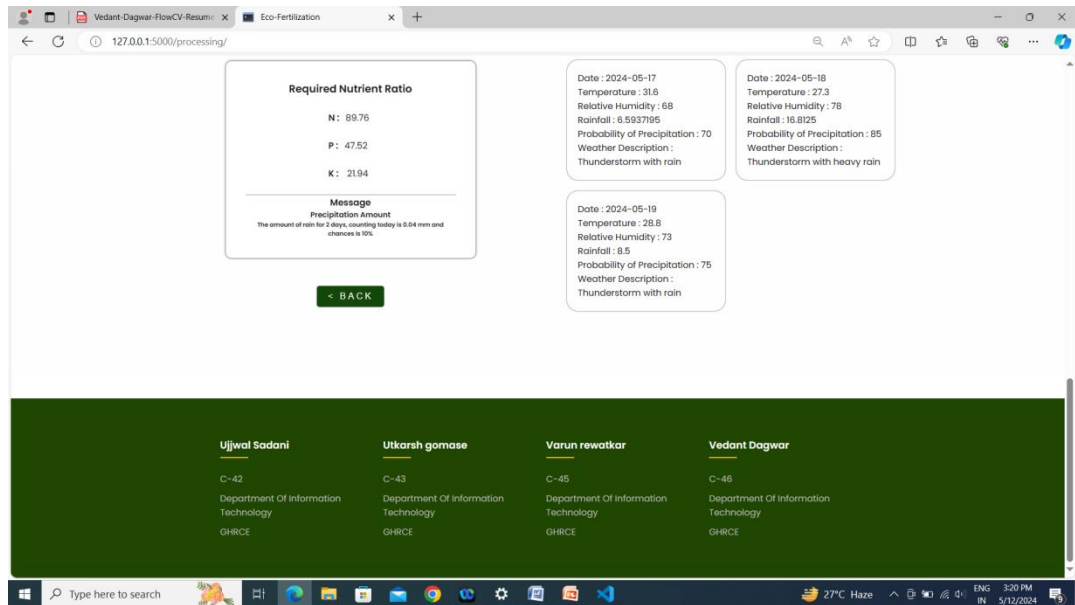 Vedant-Dagwar-FlowCV-Resume
Eco-Fertilization
127.0.0.1:5000/processing/
Required Nutrient Ratio
N : 89.76
P : 47.52
K : 21.94
Message
Precipitation Amount
The amount of rain for 2 days, counting today is 0.04 mm and
chances is 10%
< BACK
Date : 2024-05-17
Temperature : 31.6
Relative Humidity : 68
Rainfall : 6.5937195
Probability of Precipitation : 70
Weather Description :
Thunderstorm with rain
Date : 2024-05-18
Temperature : 27.3
Relative Humidity : 78
Rainfall : 16.8125
Probability of Precipitation : 85
Weather Description :
Thunderstorm with heavy rain
Date : 2024-05-19
Temperature : 28.8
Relative Humidity : 73
Rainfall : 8.5
Probability of Precipitation : 75
Weather Description :
Thunderstorm with rain
Ujjwal Sadani
C-42
Department Of Information
Technology
GHRCE
Utkarsh gomase
C-43
Department Of Information
Technology
GHRCE
Varun rewatkar
C-45
Department Of Information
Technology
GHRCE
Vedant Dagwar
C-46
Department Of Information
Technology
GHRCE
Type here to search
27°C Haze
ENG
IN
3:20 PM
5/12/2024